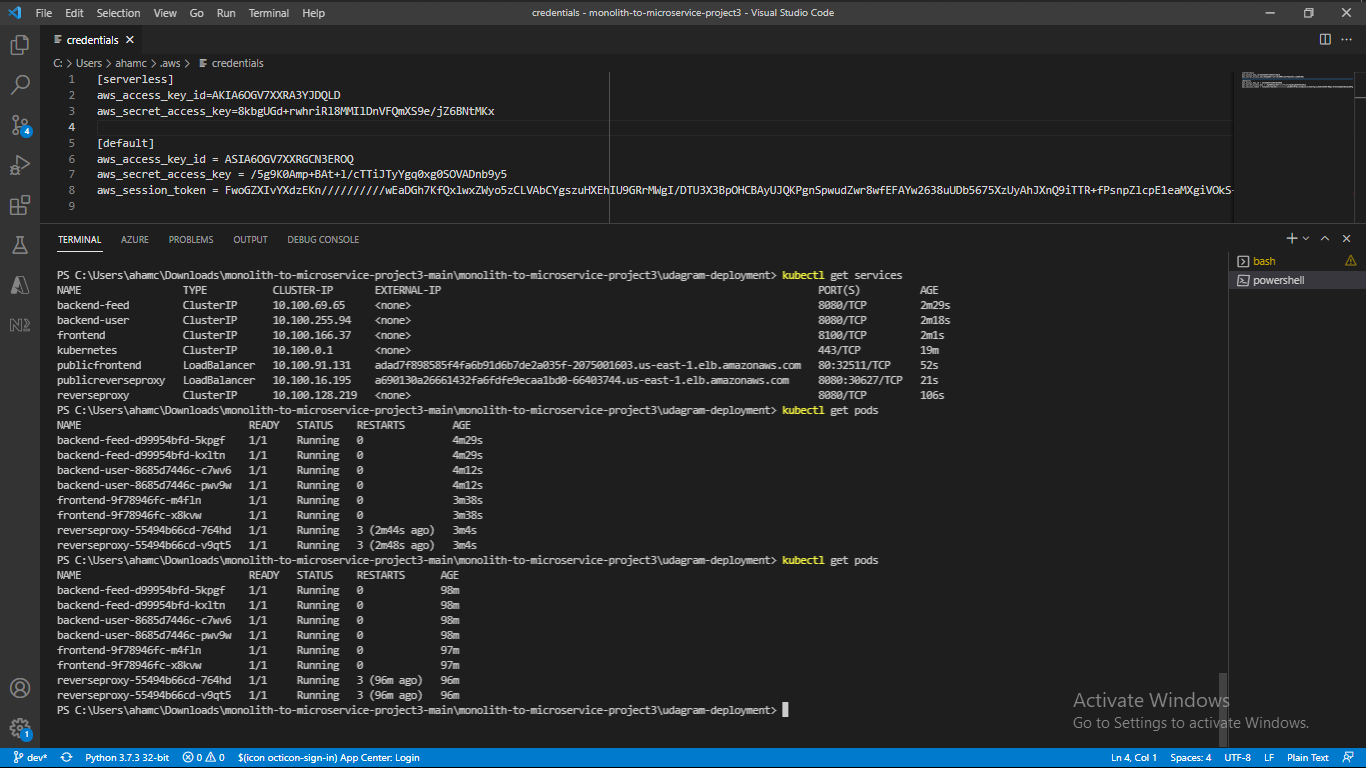 File Edit Selection View Go Run Terminal Help
credentials - monolith-to-microservice-project3 - Visual Studio Code
credentials
C: > Users > ahamc > .aws > credentials
1 [serverless]
2 aws_access_key_id=
3 aws_secret_access_key=
4
5 [default]
6 aws_access_key_id =
7 aws_secret_access_key =
8 aws_session_token =
9
4
TERMINAL AZURE PROBLEMS OUTPUT DEBUG CONSOLE
bash
powershell
PS C:\Users\ahamc\Downloads\monolith-to-microservice-project3-main\monolith-to-microservice-project3\udagram-deployment> kubectl get services
NAME TYPE CLUSTER-IP EXTERNAL-IP PORT(S) AGE
backend-feed ClusterIP 10.100.69.65 <none> 8080/TCP 2m29s
backend-user ClusterIP 10.100.255.94 <none> 8080/TCP 2m18s
frontend ClusterIP 10.100.166.37 <none> 8100/TCP 2m1s
kubernetes ClusterIP 10.100.0.1 <none> 443/TCP 19m
publicfrontend LoadBalancer 10.100.91.131 adad7f898585f4fa6b91d6b7de2a035f-2075001603.us-east-1.elb.amazonaws.com 80:32511/TCP 52s
publicreverseproxy LoadBalancer 10.100.16.195 a690130a26661432fa6fdfe9ecaa1bd0-66403744.us-east-1.elb.amazonaws.com 8080:30627/TCP 21s
reverseproxy ClusterIP 10.100.128.219 <none> 8080/TCP 106s
PS C:\Users\ahamc\Downloads\monolith-to-microservice-project3-main\monolith-to-microservice-project3\udagram-deployment> kubectl get pods
NAME READY STATUS RESTARTS AGE
backend-feed-d99954bfd-5kpgf 1/1 Running 0 4m29s
backend-feed-d99954bfd-kxltn 1/1 Running 0 4m29s
backend-user-8685d7446c-c7wv6 1/1 Running 0 4m12s
backend-user-8685d7446c-pwv9w 1/1 Running 0 4m12s
frontend-9f78946fc-m4fln 1/1 Running 0 3m38s
frontend-9f78946fc-x8kvw 1/1 Running 0 3m38s
reverseproxy-55494b66cd-764hd 1/1 Running 3 (2m44s ago) 3m4s
reverseproxy-55494b66cd-v9qt5 1/1 Running 3 (2m48s ago) 3m4s
PS C:\Users\ahamc\Downloads\monolith-to-microservice-project3-main\monolith-to-microservice-project3\udagram-deployment> kubectl get pods
NAME READY STATUS RESTARTS AGE
backend-feed-d99954bfd-5kpgf 1/1 Running 0 98m
backend-feed-d99954bfd-kxltn 1/1 Running 0 98m
backend-user-8685d7446c-c7wv6 1/1 Running 0 98m
backend-user-8685d7446c-pwv9w 1/1 Running 0 98m
frontend-9f78946fc-m4fln 1/1 Running 0 97m
frontend-9f78946fc-x8kvw 1/1 Running 0 97m
reverseproxy-55494b66cd-764hd 1/1 Running 3 (96m ago) 96m
reverseproxy-55494b66cd-v9qt5 1/1 Running 3 (96m ago) 96m
PS C:\Users\ahamc\Downloads\monolith-to-microservice-project3-main\monolith-to-microservice-project3\udagram-deployment>
Activate Windows
Go to Settings to activate Windows.
1
dev* Python 3.7.3 32-bit 0 0 $(icon octicon-sign-in) App Center: Login
Ln 4, Col 1 Spaces: 4 UTF-8 LF Plain Text